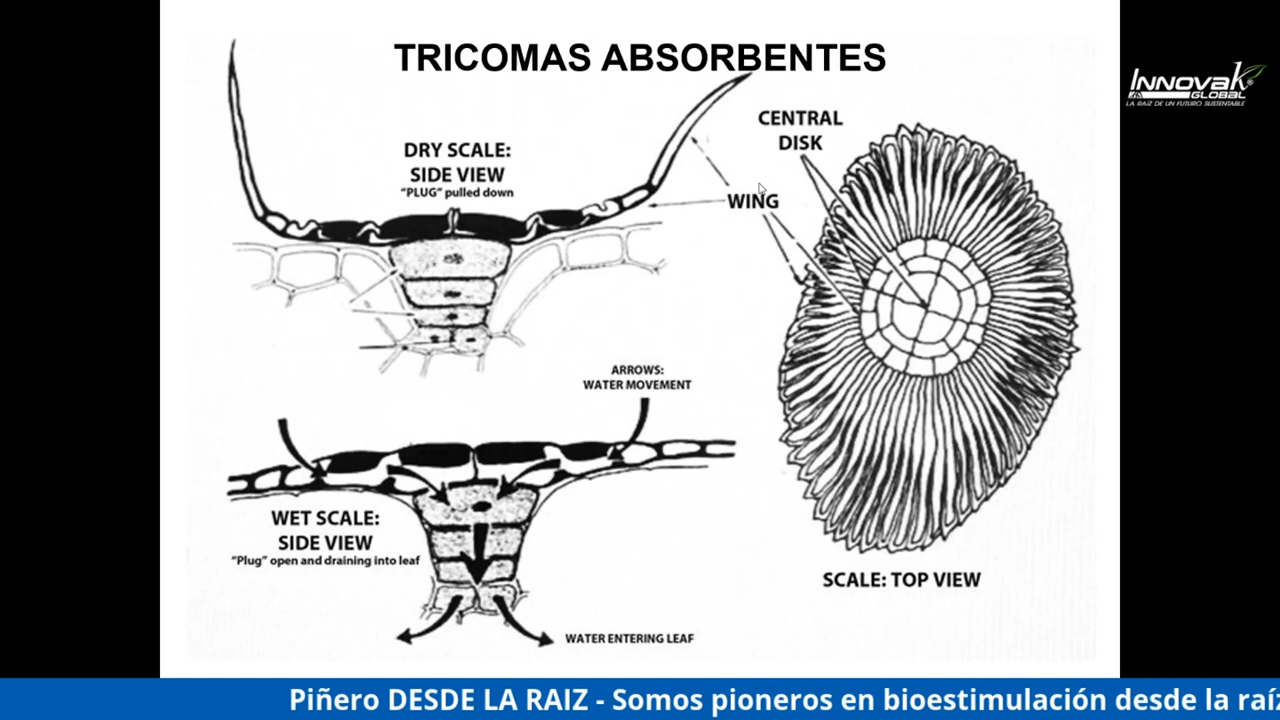 TRICOMAS ABSORBENTES
INNOVAK®
GLOBAL
LA RAÍZ DE UN FUTURO SUSTENTABLE
CENTRAL
DISK
DRY SCALE:
SIDE VIEW
"PLUG" pulled down
WING
ARROWS:
WATER MOVEMENT
WET SCALE:
SIDE VIEW
"Plug" open and draining into leaf
SCALE: TOP VIEW
WATER ENTERING LEAF
Piñero DESDE LA RAIZ - Somos pioneros en bioestimulación desde la raíz